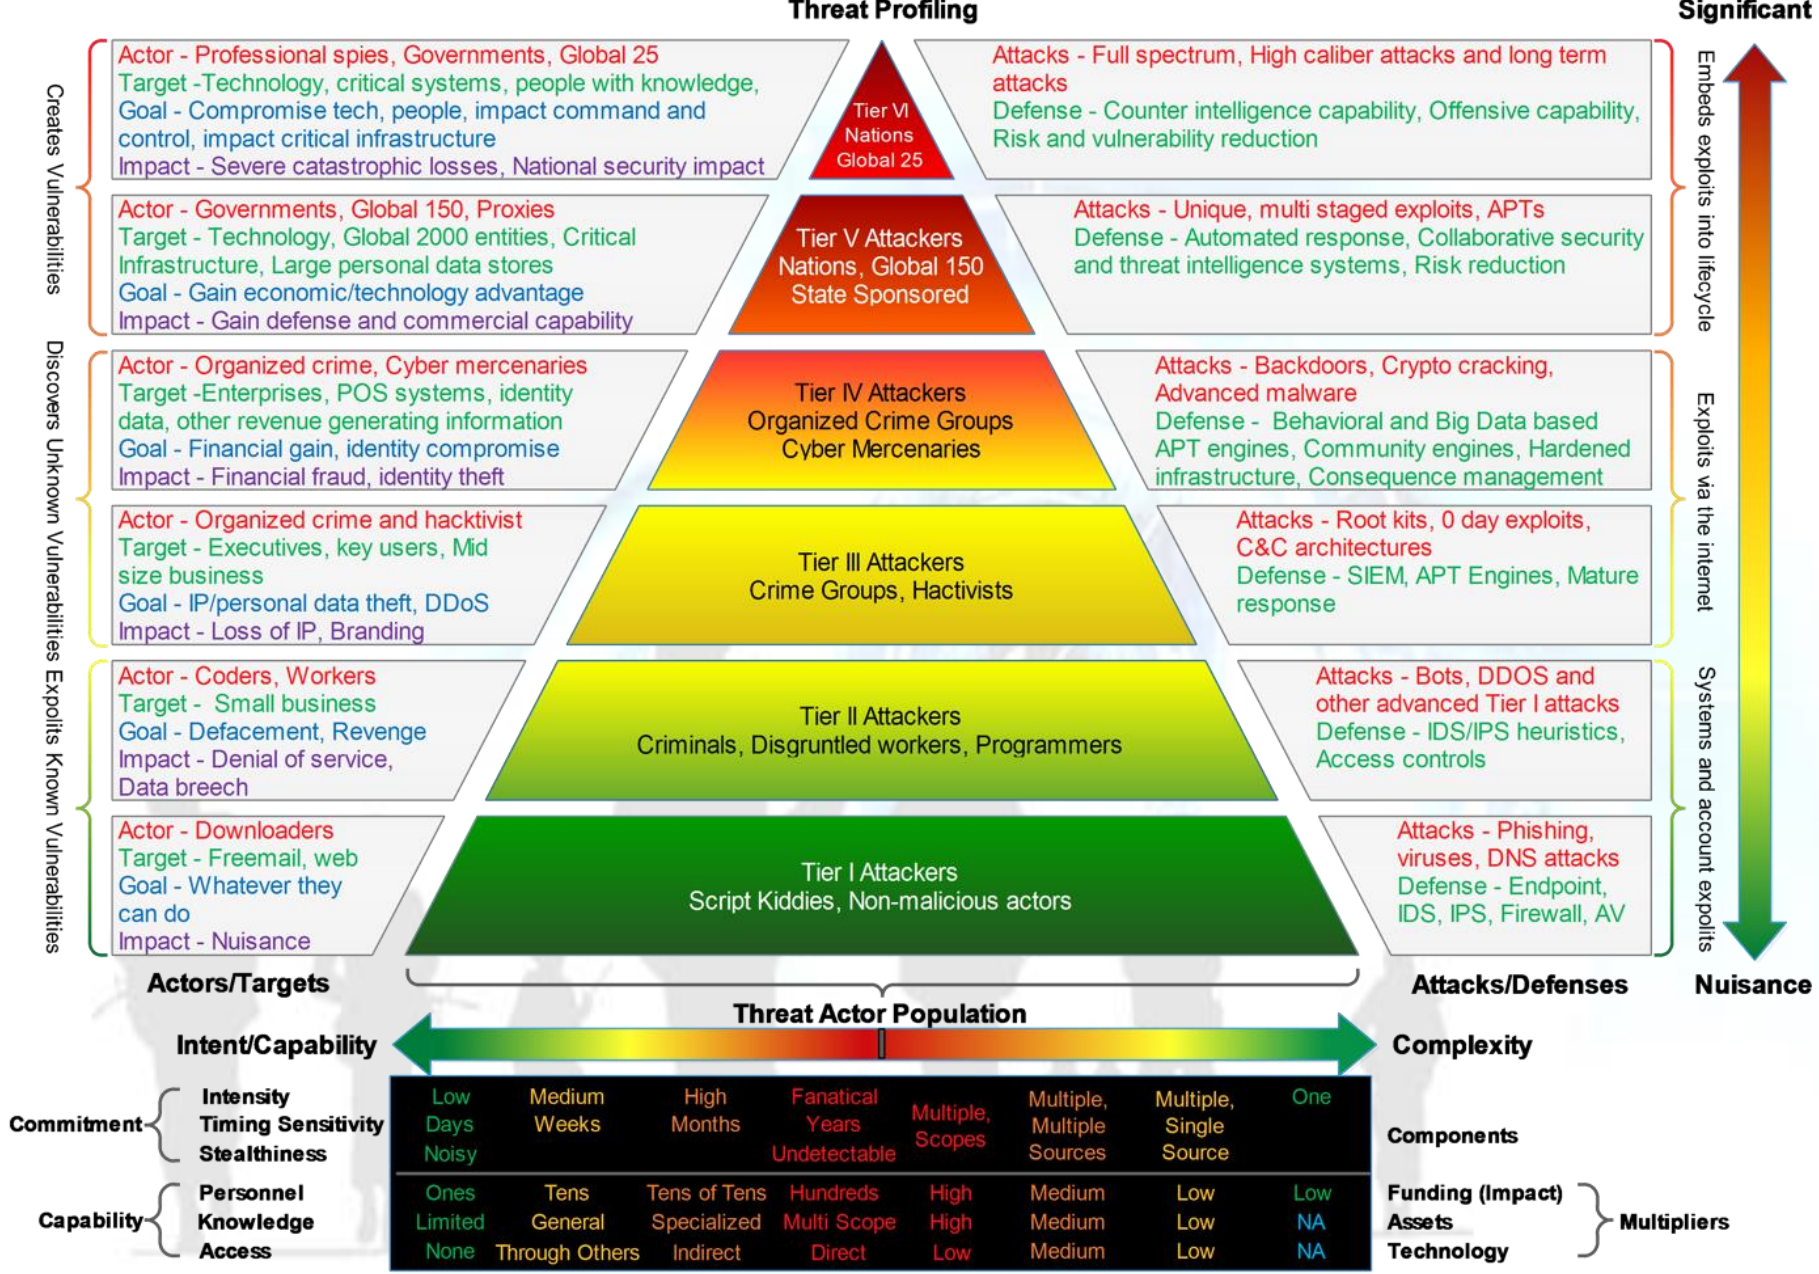 Threat Profiling
Significant
Actor - Professional spies, Governments, Global 25
Target -Technology, critical systems, people with knowledge,
Goal - Compromise tech, people, impact command and
control, impact critical infrastructure
Impact - Severe catastrophic losses, National security impact
Tier VI
Nations
Global 25
Attacks - Full spectrum, High caliber attacks and long term
attacks
Defense - Counter intelligence capability, Offensive capability,
Risk and vulnerability reduction
Actor - Governments, Global 150, Proxies
Target - Technology, Global 2000 entities, Critical
Infrastructure, Large personal data stores
Goal - Gain economic/technology advantage
Impact - Gain defense and commercial capability
Tier V Attackers
Nations, Global 150
State Sponsored
Attacks - Unique, multi staged exploits, APTs
Defense - Automated response, Collaborative security
and threat intelligence systems, Risk reduction
Creates Vulnerabilities
Embeds exploits into lifecycle
Actor - Organized crime, Cyber mercenaries
Target -Enterprises, POS systems, identity
data, other revenue generating information
Goal - Financial gain, identity compromise
Impact - Financial fraud, identity theft
Tier IV Attackers
Organized Crime Groups
Cyber Mercenaries
Attacks - Backdoors, Crypto cracking,
Advanced malware
Defense - Behavioral and Big Data based
APT engines, Community engines, Hardened
infrastructure, Consequence management
Actor - Organized crime and hacktivist
Target - Executives, key users, Mid
size business
Goal - IP/personal data theft, DDoS
Impact - Loss of IP, Branding
Tier III Attackers
Crime Groups, Hactivists
Attacks - Root kits, 0 day exploits,
C&C architectures
Defense - SIEM, APT Engines, Mature
response
Discovers Unknown Vulnerabilities
Exploits via the internet
Actor - Coders, Workers
Target - Small business
Goal - Defacement, Revenge
Impact - Denial of service,
Data breech
Tier II Attackers
Criminals, Disgruntled workers, Programmers
Attacks - Bots, DDOS and
other advanced Tier I attacks
Defense - IDS/IPS heuristics,
Access controls
Actor - Downloaders
Target - Freemail, web
Goal - Whatever they
can do
Impact - Nuisance
Tier I Attackers
Script Kiddies, Non-malicious actors
Attacks - Phishing,
viruses, DNS attacks
Defense - Endpoint,
IDS, IPS, Firewall, AV
Expolits Known Vulnerabilities
Systems and account expolits
Actors/Targets
Attacks/Defenses
Nuisance
Threat Actor Population
Intent/Capability
Complexity
Commitment
Intensity
Timing Sensitivity
Stealthiness
Low
Days
Noisy
Medium
Weeks
High
Months
Fanatical
Years
Undetectable
Multiple,
Scopes
Multiple,
Multiple
Sources
Multiple,
Single
Source
One
Components
Capability
Personnel
Knowledge
Access
Ones
Limited
None
Tens
General
Through Others
Tens of Tens
Specialized
Indirect
Hundreds
Multi Scope
Direct
High
High
Low
Medium
Medium
Medium
Low
Low
Low
Low
NA
NA
Funding (Impact)
Assets
Technology
Multipliers